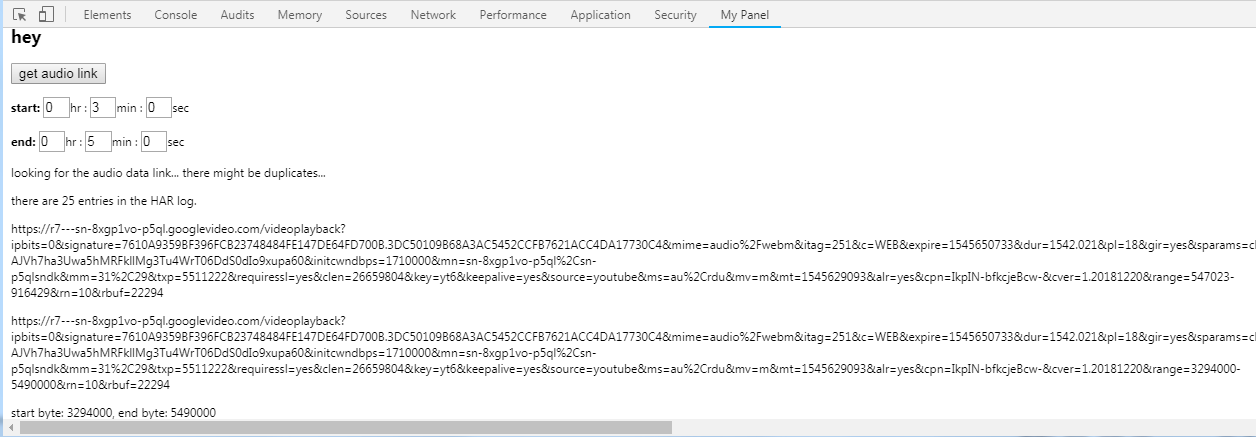 Elements Console Audits Memory Sources Network Performance Application Security My Panel
hey
get audio link
start: 0 hr : 3 min : 0 sec
end: 0 hr : 5 min : 0 sec
looking for the audio data link... there might be duplicates...
there are 25 entries in the HAR log.
https://r7---sn-8xgp1vo-p5ql.googlevideo.com/videoplayback?
ipbits=0&signature=7610A9359BF396FCB23748484FE147DE64FD700B.3DC50109B68A3AC5452CCFB7621ACC4DA17730C4&mime=audio%2Fwebm&itag=251&c=WEB&expire=1545650733&dur=1542.021&pl=18&gir=yes&sparams=cl
AJVh7ha3Uwa5hMRFkIlMg3Tu4WrT06DdS0dIo9xupa60&initcwndbps=1710000&mn=sn-8xgp1vo-p5ql%2Csn-
p5qlsndk&mm=31%2C29&txp=5511222&requiressl=yes&clen=26659804&key=yt6&keepalive=yes&source=youtube&ms=au%2Crdu&mv=m&mt=1545629093&alr=yes&cpn=IkpIN-bfkcjeBcw-&cver=1.20181220&range=547023-
916429&rn=10&rbuf=22294
https://r7---sn-8xgp1vo-p5ql.googlevideo.com/videoplayback?
ipbits=0&signature=7610A9359BF396FCB23748484FE147DE64FD700B.3DC50109B68A3AC5452CCFB7621ACC4DA17730C4&mime=audio%2Fwebm&itag=251&c=WEB&expire=1545650733&dur=1542.021&pl=18&gir=yes&sparams=cl
AJVh7ha3Uwa5hMRFkIlMg3Tu4WrT06DdS0dIo9xupa60&initcwndbps=1710000&mn=sn-8xgp1vo-p5ql%2Csn-
p5qlsndk&mm=31%2C29&txp=5511222&requiressl=yes&clen=26659804&key=yt6&keepalive=yes&source=youtube&ms=au%2Crdu&mv=m&mt=1545629093&alr=yes&cpn=IkpIN-bfkcjeBcw-&cver=1.20181220&range=3294000-
5490000&rn=10&rbuf=22294
start byte: 3294000, end byte: 5490000